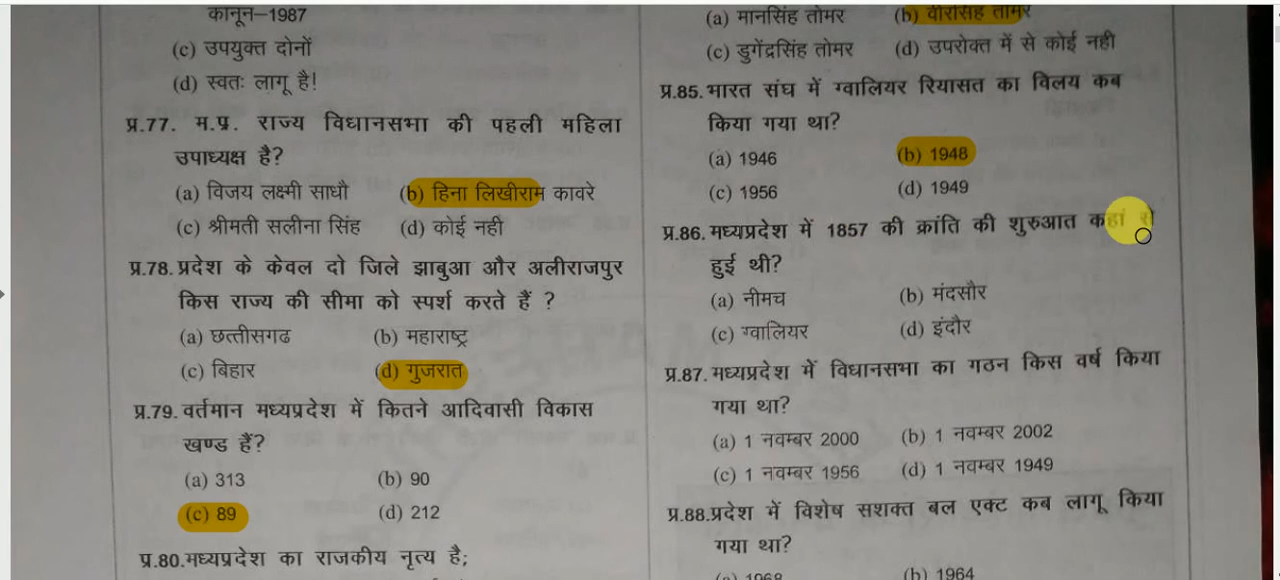 कानून–1987
(c) उपयुक्त दोनों
(d) स्वतः लागू है!
प्र.77. म.प्र. राज्य विधानसभा की पहली महिला
उपाध्यक्ष है?
(a) विजय लक्ष्मी साधौ (b) हिना लिखीराम कावरे
(c) श्रीमती सलीना सिंह (d) कोई नही
प्र.78. प्रदेश के केवल दो जिले झाबुआ और अलीराजपुर
किस राज्य की सीमा को स्पर्श करते हैं ?
(a) छत्तीसगढ (b) महाराष्ट्र
(c) बिहार (d) गुजरात
प्र.79. वर्तमान मध्यप्रदेश में कितने आदिवासी विकास
खण्ड हैं?
(a) 313 (b) 90
(c) 89 (d) 212
प्र.80.मध्यप्रदेश का राजकीय नृत्य है;
(a) मानसिंह तोमर (b) वीरसिंह तोमर
(c) डुगेंद्रसिंह तोमर (d) उपरोक्त में से कोई नही
प्र.85. भारत संघ में ग्वालियर रियासत का विलय कब
किया गया था?
(a) 1946 (b) 1948
(c) 1956 (d) 1949
प्र.86. मध्यप्रदेश में 1857 की क्रांति की शुरुआत कहां से
हुई थी?
(a) नीमच (b) मंदसौर
(c) ग्वालियर (d) इंदौर
प्र.87. मध्यप्रदेश में विधानसभा का गठन किस वर्ष किया
गया था?
(a) 1 नवम्बर 2000 (b) 1 नवम्बर 2002
(c) 1 नवम्बर 1956 (d) 1 नवम्बर 1949
प्र.88.प्रदेश में विशेष सशक्त बल एक्ट कब लागू किया
गया था?
(a) 1968 (b) 1964